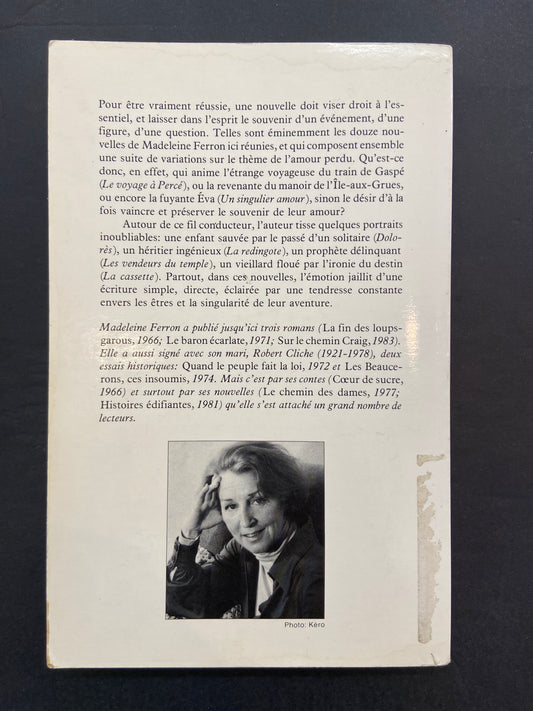 Pour être vraiment réussie, une nouvelle doit viser droit à l'es-
sentiel, et laisser dans l'esprit le souvenir d'un événement, d'une
figure, d'une question. Telles sont éminemment les douze nou-
velles de Madeleine Ferron ici réunies, et qui composent ensemble
une suite de variations sur le thème de l'amour perdu. Qu'est-ce
donc, en effet, qui anime l'étrange voyageuse du train de Gaspé
(Le voyage à Percé), ou la revenante du manoir de l'Île-aux-Grues,
ou encore la fuyante Éva (Un singulier amour), sinon le désir d'à la
fois vaincre et préserver le souvenir de leur amour?
Autour de ce fil conducteur, l'auteur tisse quelques portraits
inoubliables: une enfant sauvée par le passé d'un solitaire (Dolo-
rès), un héritier ingénieux (La redingote), un prophète délinquant
(Les vendeurs du temple), un vieillard floué par l'ironie du destin
(La cassette). Partout, dans ces nouvelles, l'émotion jaillit d'une
écriture simple, directe, éclairée par une tendresse constante
envers les êtres et la singularité de leur aventure.
Madeleine Ferron a publié jusqu'ici trois romans (La fin des loups-
garous, 1966; Le baron écarlate, 1971; Sur le chemin Craig, 1983).
Elle a aussi signé avec son mari, Robert Cliche (1921-1978), deux
essais historiques: Quand le peuple fait la loi, 1972 et Les Beauce-
rons, ces insoumis, 1974. Mais c'est par ses contes (Cœur de sucre,
1966) et surtout par ses nouvelles (Le chemin des dames, 1977;
Histoires édifiantes, 1981) qu'elle s'est attaché un grand nombre de
lecteurs.
Photo: Kèro